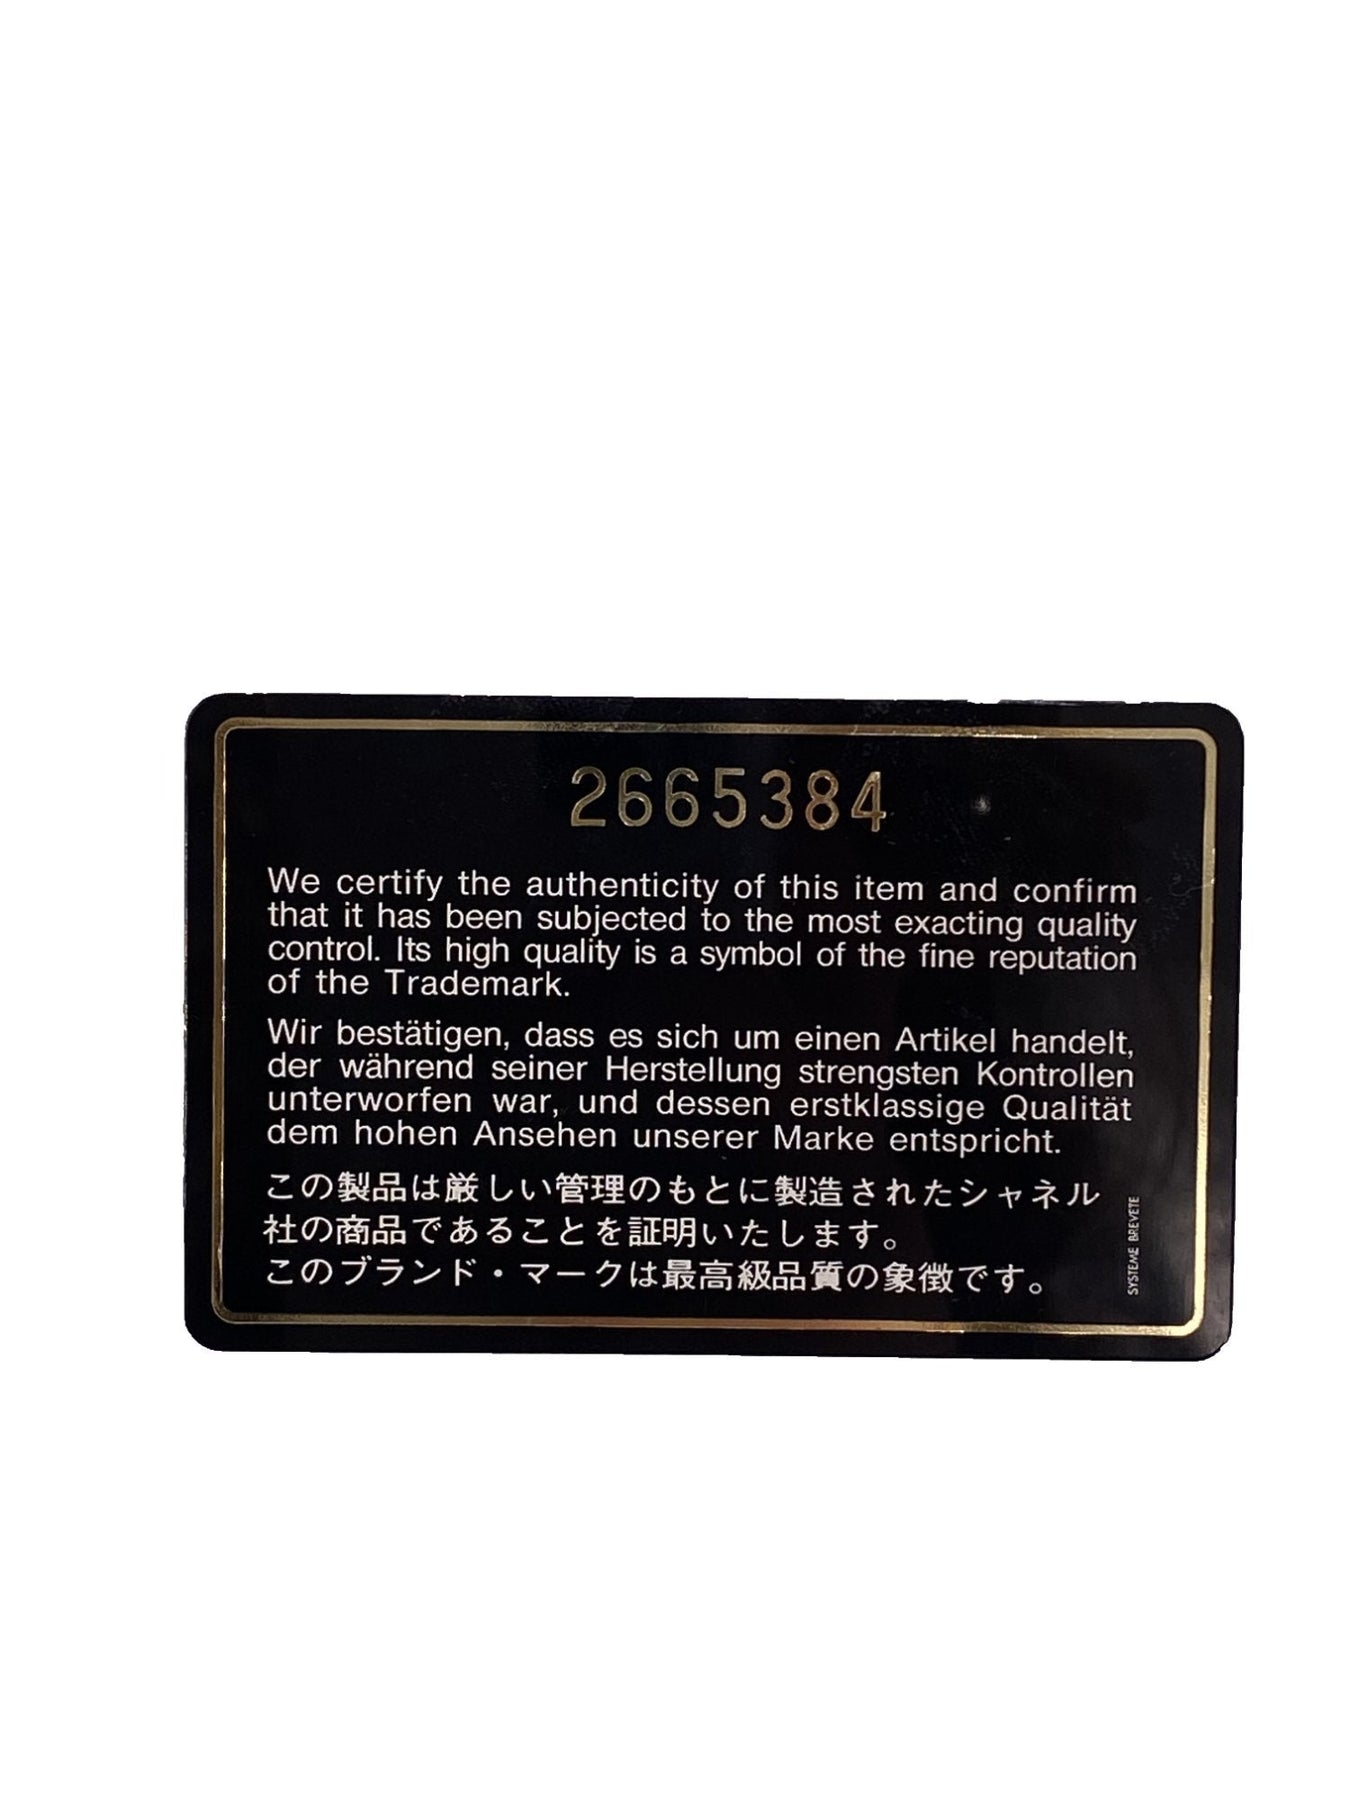 2665384
We certify the authenticity of this item and confirm
that it has been subjected to the most exacting quality
control. Its high quality is a symbol of the fine reputation
of the Trademark.
Wir bestätigen, dass es sich um einen Artikel handelt,
der während seiner Herstellung strengsten Kontrollen
unterworfen war, und dessen erstklassige Qualität
dem hohen Ansehen unserer Marke entspricht.
この製品は厳しい管理のもとに製造されたシャネル
社の商品であることを証明いたします。
このブランド・マークは最高級品質の象徴です。
SYSTEME BREVETE